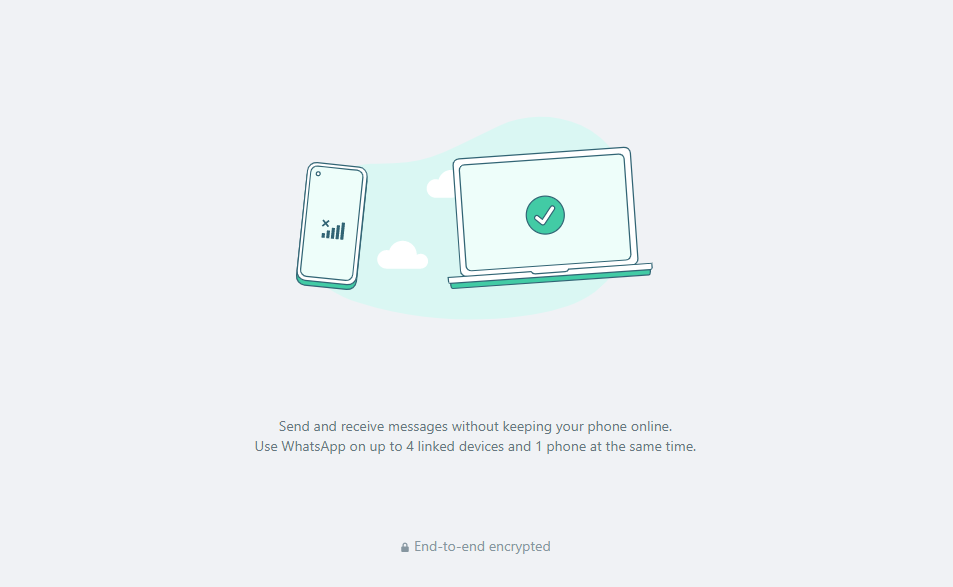 Send and receive messages without keeping your phone online.
Use WhatsApp on up to 4 linked devices and 1 phone at the same time.
End-to-end encrypted